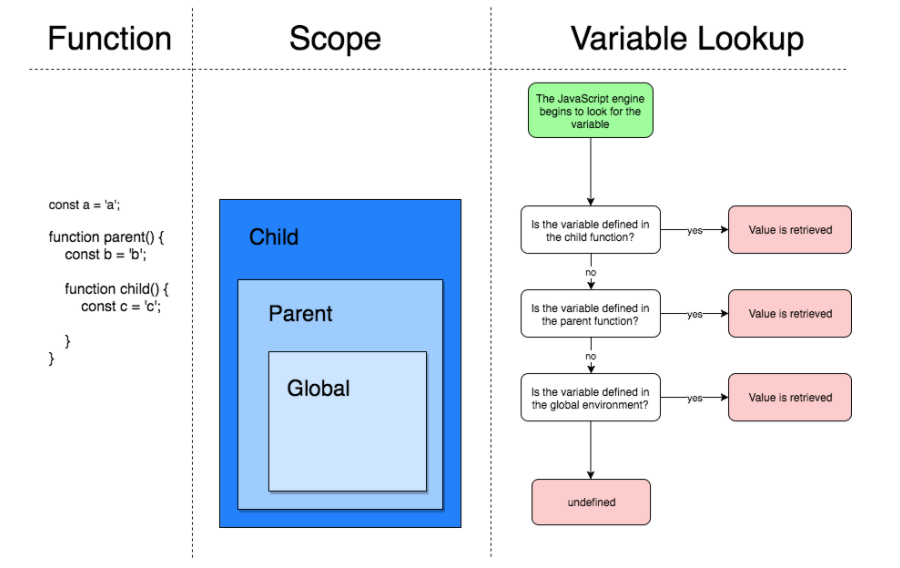 Function
Scope
Variable Lookup
const a = 'a';
function parent() {
const b = 'b';
function child() {
const c = 'c';
}
}
Child
Parent
Global
The JavaScript engine
begins to look for the
variable
Is the variable defined in
the child function?
yes
Value is retrieved
no
Is the variable defined in
the parent function?
yes
Value is retrieved
no
Is the variable defined in
the global environment?
yes
Value is retrieved
undefined